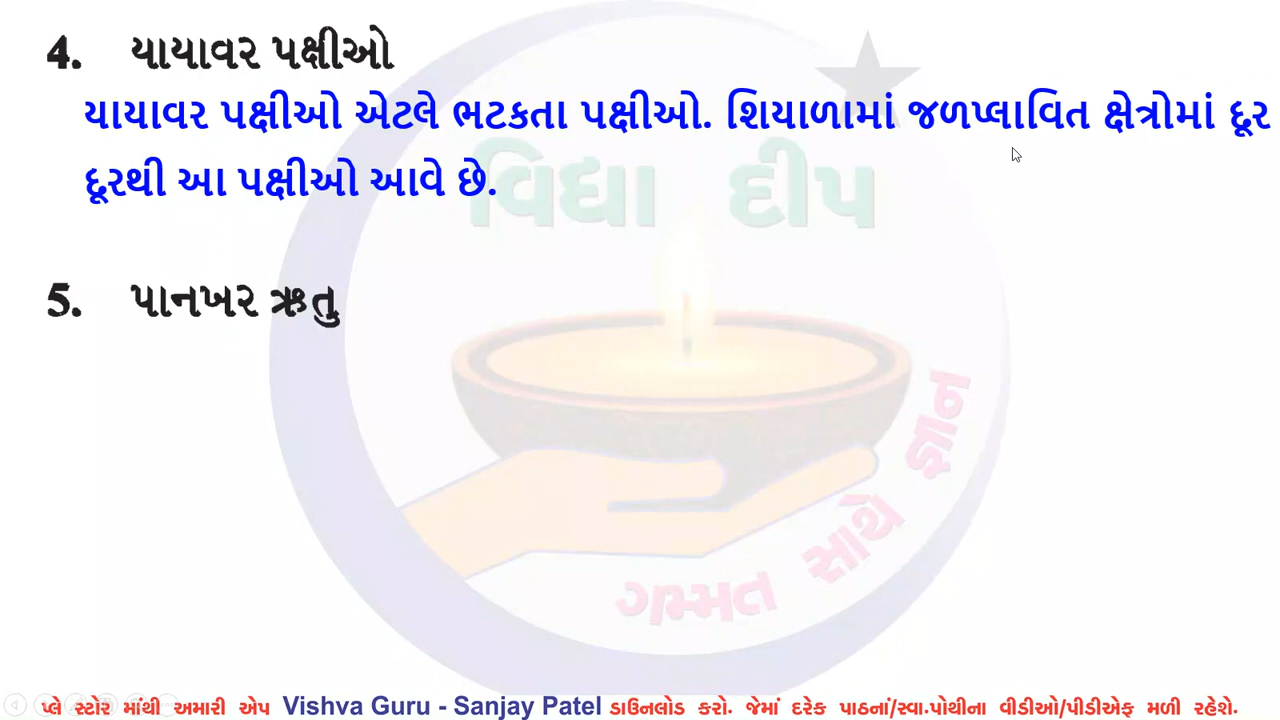 4. યાયાવર પક્ષીઓ
યાયાવર પક્ષીઓ એટલે ભટકતા પક્ષીઓ. શિયાળામાં જળપ્લાવિત ક્ષેત્રોમાં દૂર
દૂરથી આ પક્ષીઓ આવે છે.
વિદ્યા દીપ
5. પાનખર ઋતુ
ગમ્મત સાથે જ્ઞાન
પ્લે સ્ટોર માંથી અમારી એપ Vishva Guru - Sanjay Patel ડાઉનલોડ કરો. જેમાં દરેક પાઠનાં/સ્વા.પોથીના વીડીઓ/પીડીએફ મળી રહેશે.